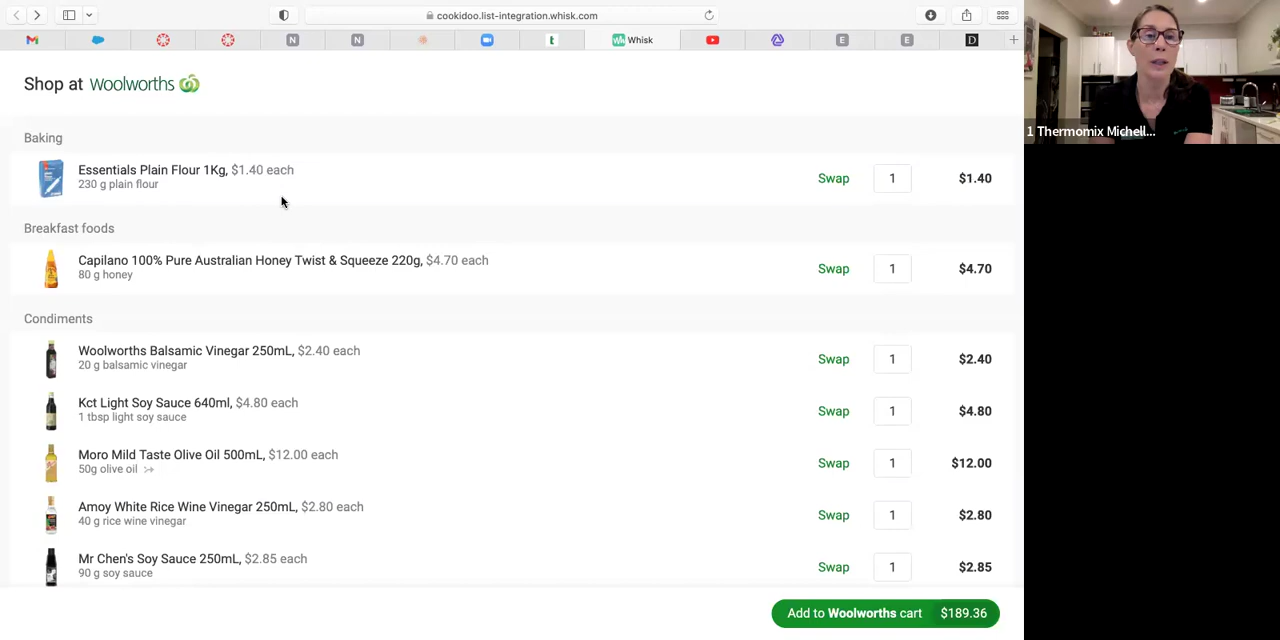 cookidoo.list-integration.whisk.com
Whisk
Shop at woolworths
Baking
Essentials Plain Flour 1Kg, $1.40 each
230 g plain flour
Swap
1
$1.40
Breakfast foods
Capilano 100% Pure Australian Honey Twist & Squeeze 220g, $4.70 each
80 g honey
Swap
1
$4.70
Condiments
Woolworths Balsamic Vinegar 250mL, $2.40 each
20 g balsamic vinegar
Swap
1
$2.40
Kct Light Soy Sauce 640ml, $4.80 each
1 tbsp light soy sauce
Swap
1
$4.80
Moro Mild Taste Olive Oil 500mL, $12.00 each
50g olive oil
Swap
1
$12.00
Amoy White Rice Wine Vinegar 250mL, $2.80 each
40 g rice wine vinegar
Swap
1
$2.80
Mr Chen's Soy Sauce 250mL, $2.85 each
90 g soy sauce
Swap
1
$2.85
Add to Woolworths cart $189.36
1 Thermomix Michell...